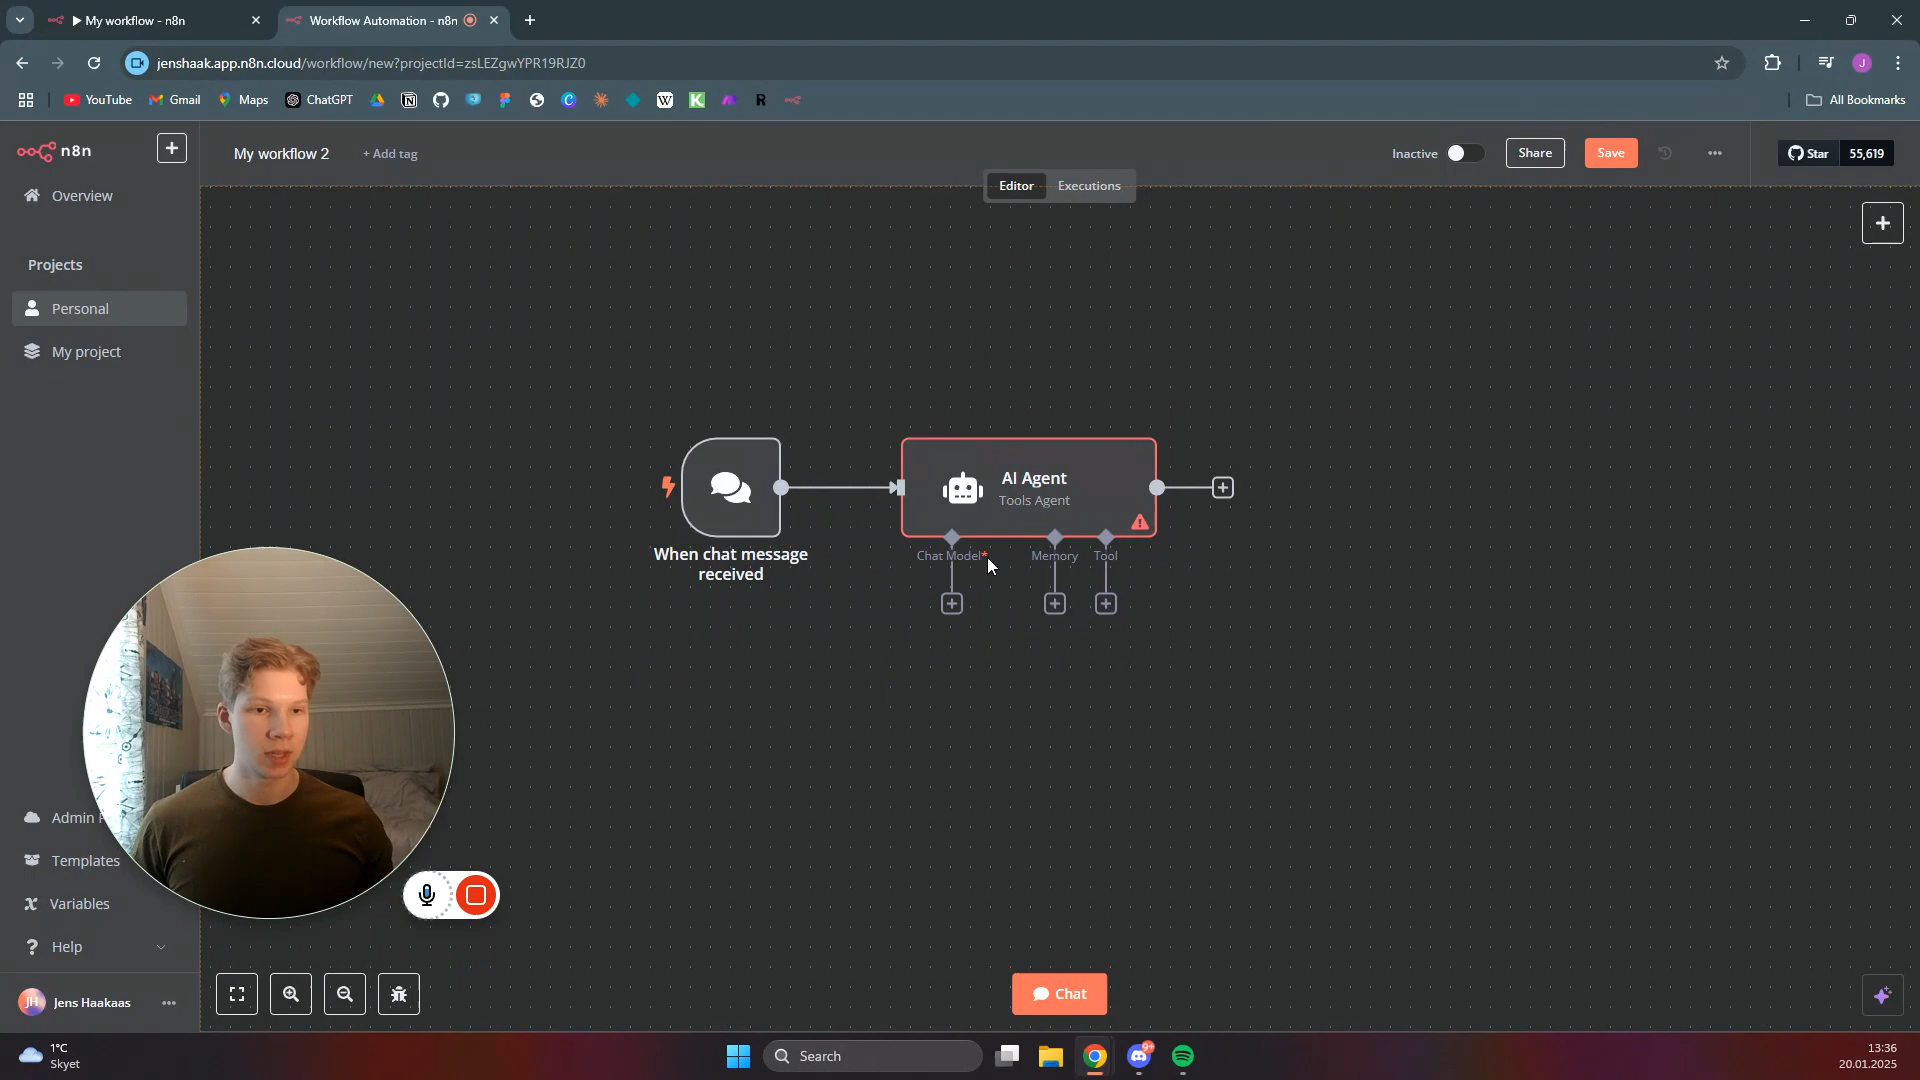 My workflow - n8n
Workflow Automation - n8n
jenshaak.app.n8n.cloud/workflow/new?projectId=zsLEZgwYPR19RJZ0
YouTube
Gmail
Maps
ChatGPT
All Bookmarks
n8n
My workflow 2
+ Add tag
Inactive
Share
Save
Star
55,619
Editor
Executions
Overview
Projects
Personal
My project
AI Agent
Tools Agent
When chat message
received
Chat Model*
Memory
Tool
Admin
Templates
Variables
Help
JH
Jens Haakaas
Chat
1°C
Skyet
Search
9+
13:36
20.01.2025